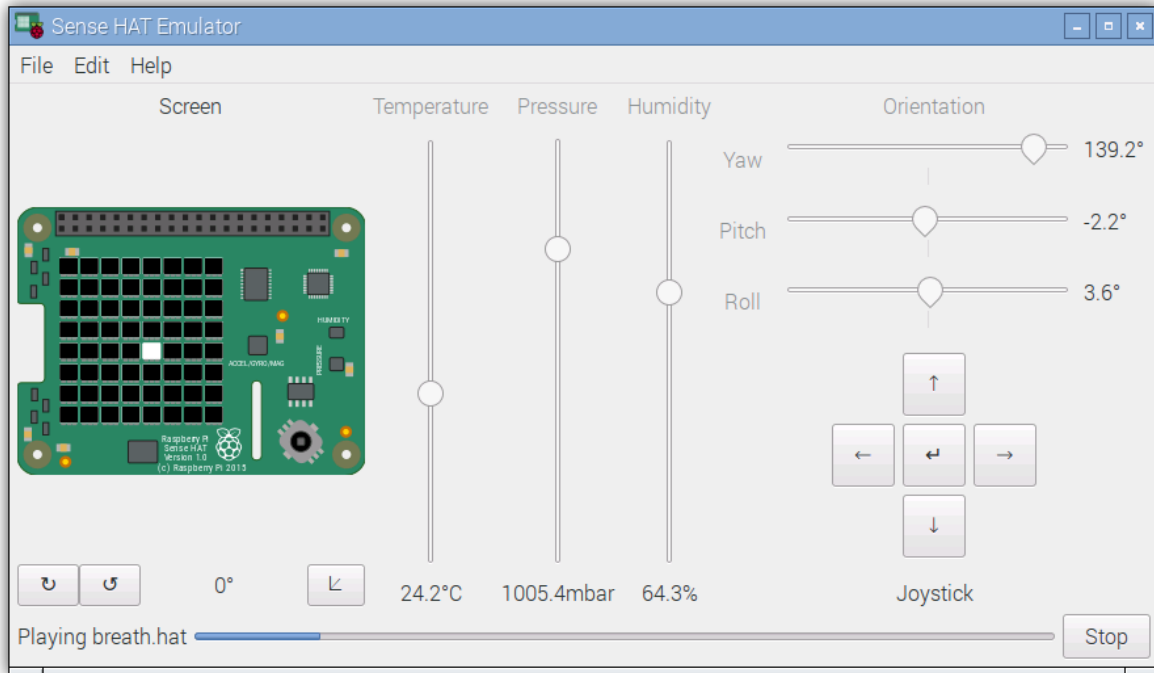 Sense HAT Emulator
File Edit Help
Screen
Temperature
Pressure
Humidity
Orientation
Yaw
139.2°
Pitch
-2.2°
Roll
3.6°
HUMIDITY
PRESSURE
ACCEL/GYRO/MAG
Raspberry Pi
Sense HAT
Version 1.0
(c) Raspberry Pi 2015
↑
← ↵ →
↓
↻ ↺ 0°
24.2°C
1005.4mbar
64.3%
Joystick
Playing breath.hat
Stop